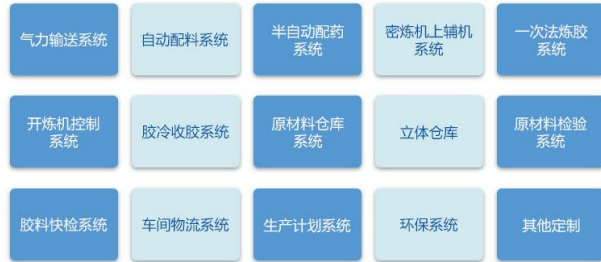 气力输送系统
自动配料系统
半自动配药
系统
密炼机上辅机
系统
一次法炼胶
系统
开炼机控制
系统
胶冷收胶系统
原材料仓库
系统
立体仓库
原材料检验
系统
胶料快检系统
车间物流系统
生产计划系统
环保系统
其他定制